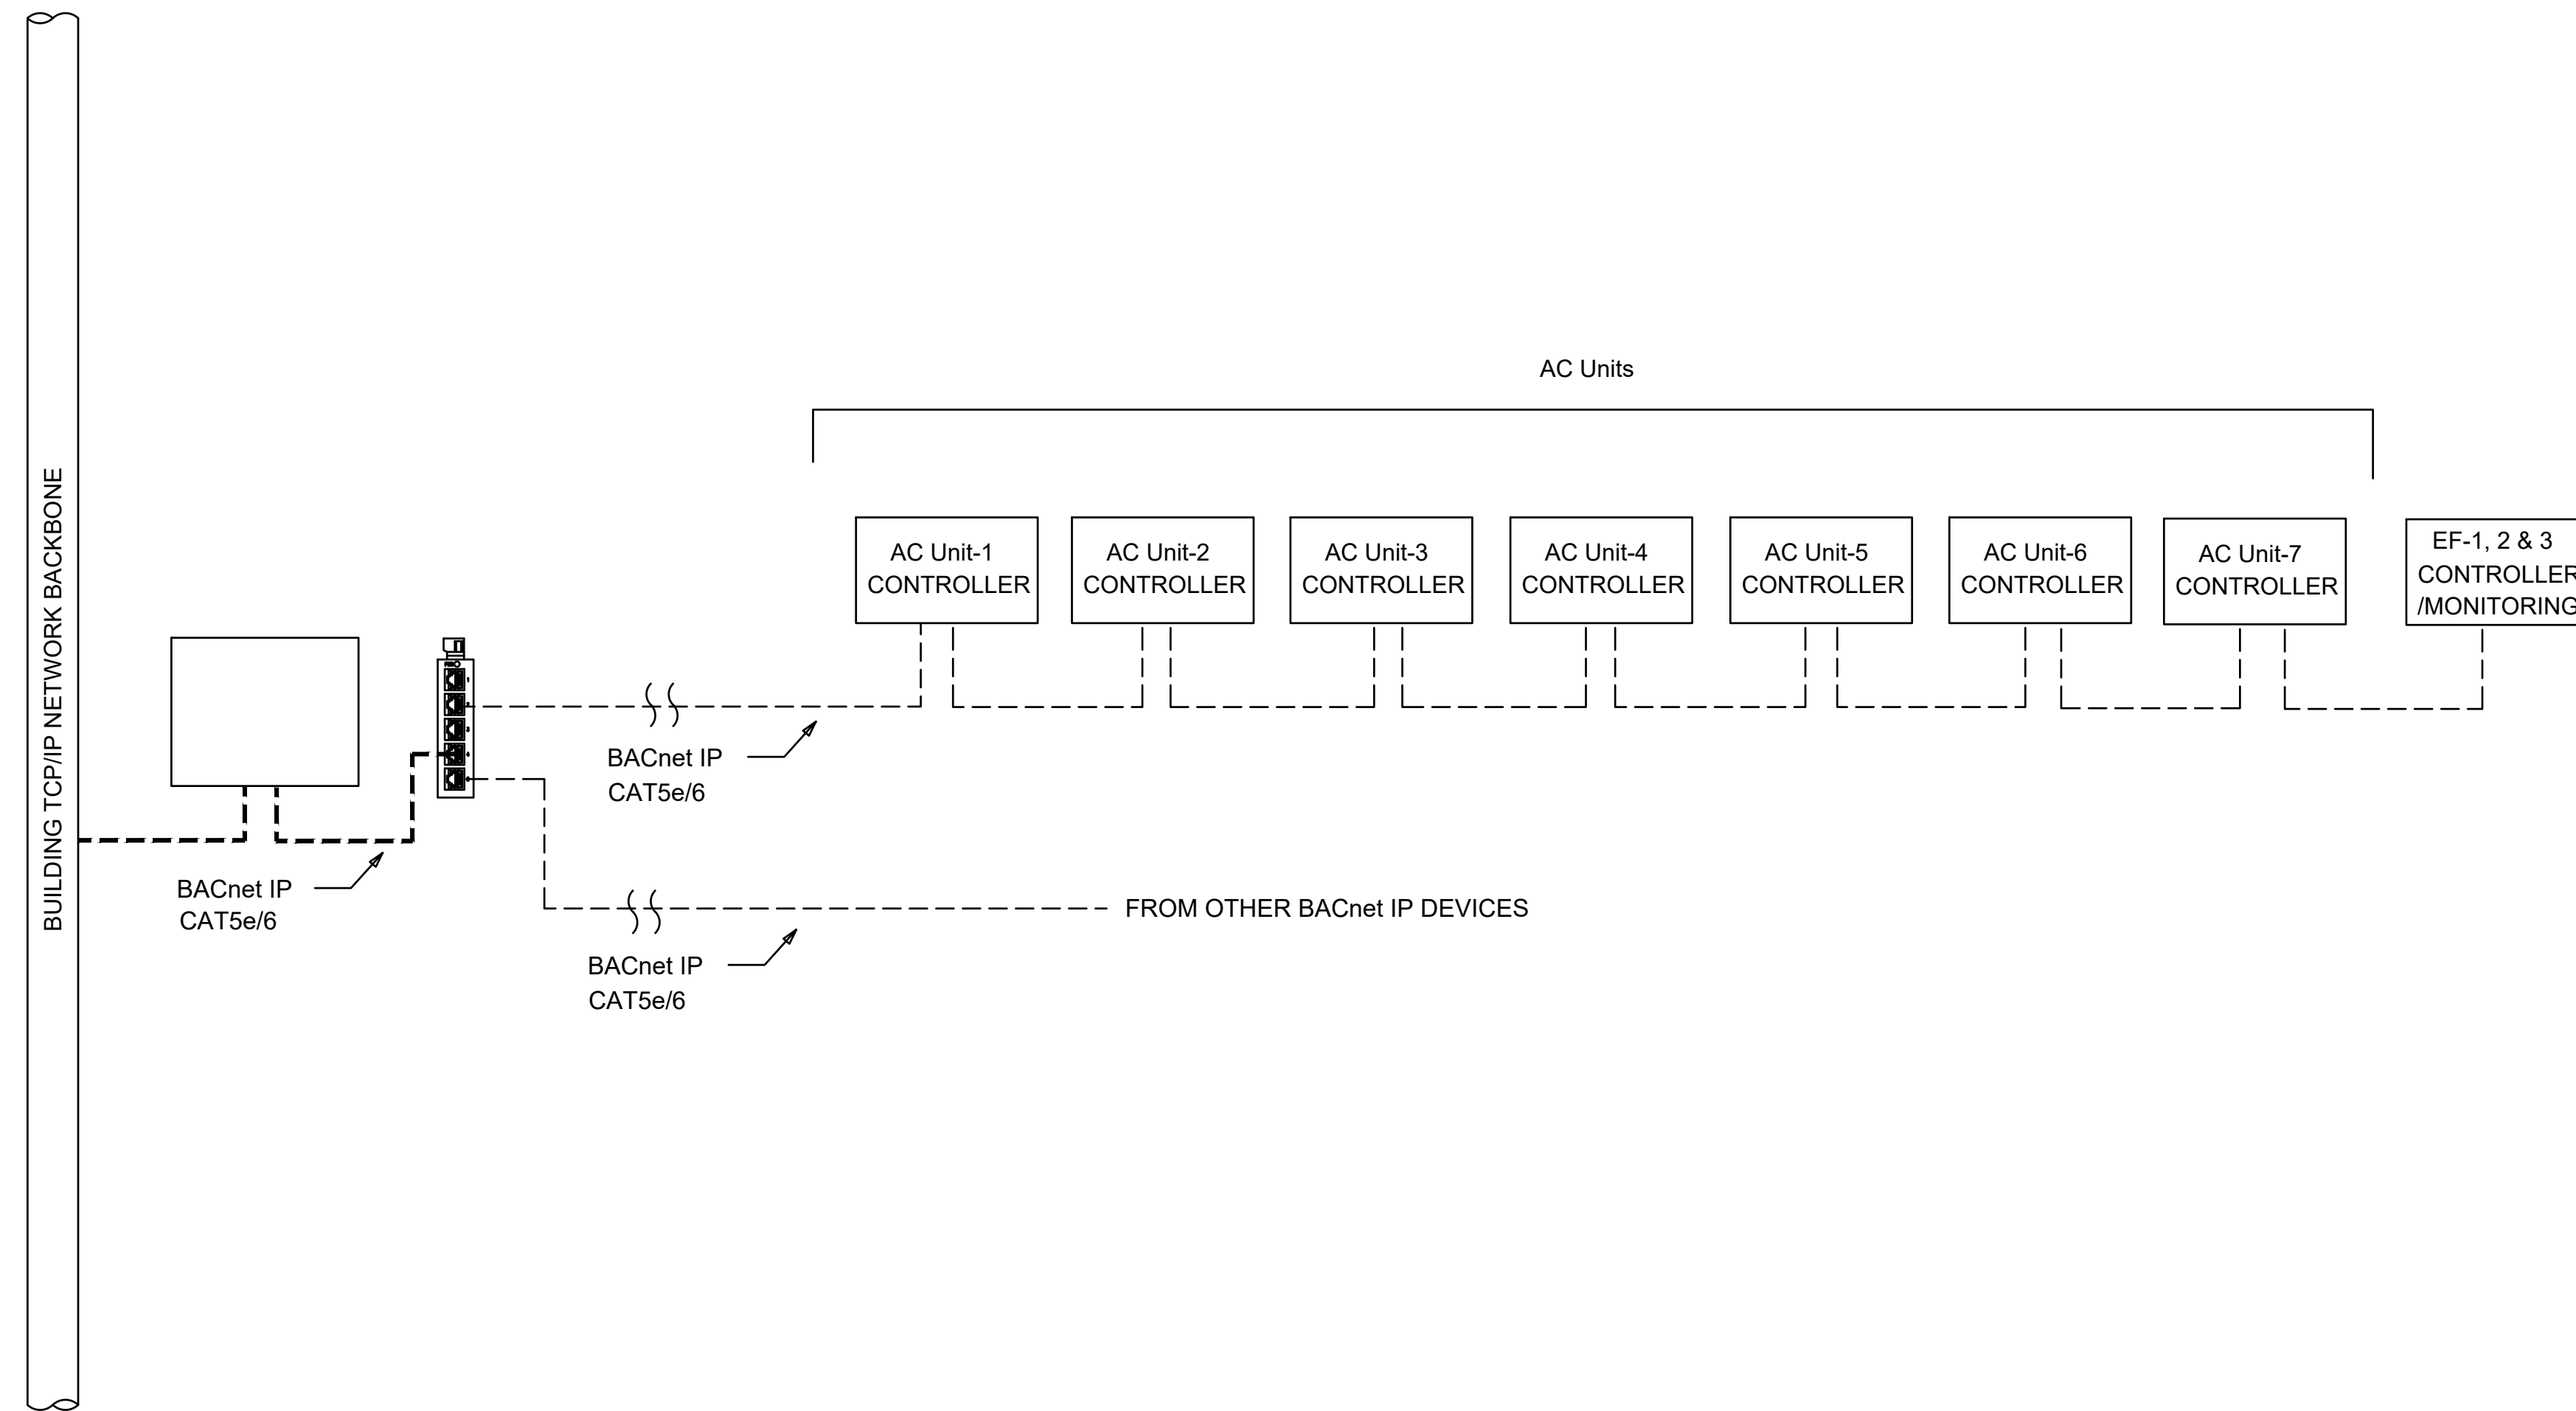 BUILDING TCP/IP NETWORK BACKBONE
AC Units
AC Unit-1
CONTROLLER
AC Unit-2
CONTROLLER
AC Unit-3
CONTROLLER
AC Unit-4
CONTROLLER
AC Unit-5
CONTROLLER
AC Unit-6
CONTROLLER
AC Unit-7
CONTROLLER
EF-1, 2 & 3
CONTROLLER
/MONITORING
BACnet IP
CAT5e/6
BACnet IP
CAT5e/6
FROM OTHER BACnet IP DEVICES
BACnet IP
CAT5e/6